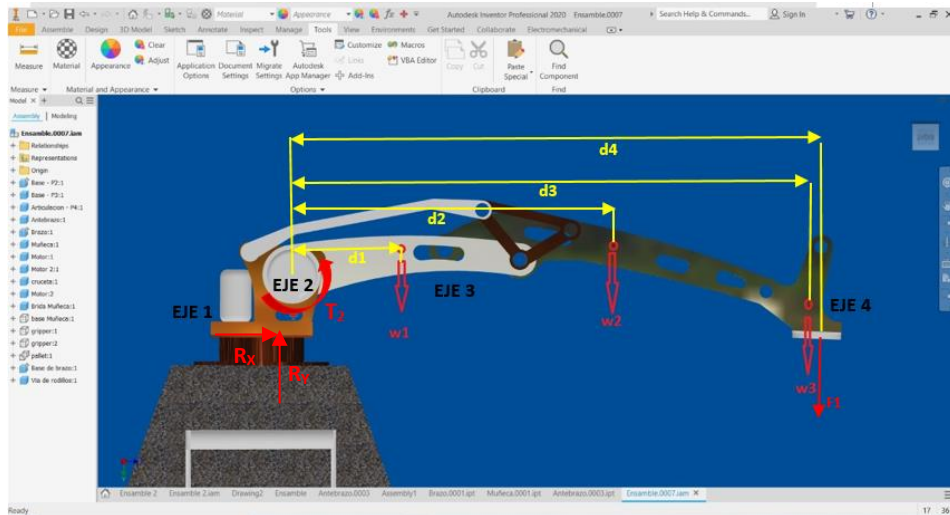 Material
Appearance
Autodesk Inventor Professional 2020 Ensamble.0007
Search Help & Commands...
Sign In
File Assemble Design 3D Model Sketch Annotate Inspect Manage Tools View Environments Get Started Collaborate Electromechanical
Measure
Material
Appearance
Clear
Adjust
Application Options
Document Settings
Migrate Settings
Autodesk App Manager
Customize
Links
Add-Ins
Macros
VBA Editor
Copy
Cut
Paste Special
Find Component
Measure
Material and Appearance
Options
Clipboard
Find
Model
Assembly | Modeling
Ensamble.0007.iam
Relationships
Representations
Origin
Base - P2:1
Base - P3:1
Articulacion - P4:1
Antebrazo:1
Brazo:1
Muñeca:1
Motor:1
Motor 2:1
cruceta:1
Motor:2
Brida Muñeca:1
base Muñeca:1
gripper:1
gripper:2
pallet:1
Base de brazo:1
Via de rodillos:1
d4
d3
d2
d1
EJE 1
EJE 2
EJE 3
EJE 4
T2
Rx
Ry
w1
w2
w3
F1
Ensamble 2 Ensamble 2.iam Drawing2 Ensamble Antebrazo.0003 Assembly1 Brazo.0001.ipt Muñeca.0001.ipt Antebrazo.0003.ipt Ensamble.0007.iam
Ready
17